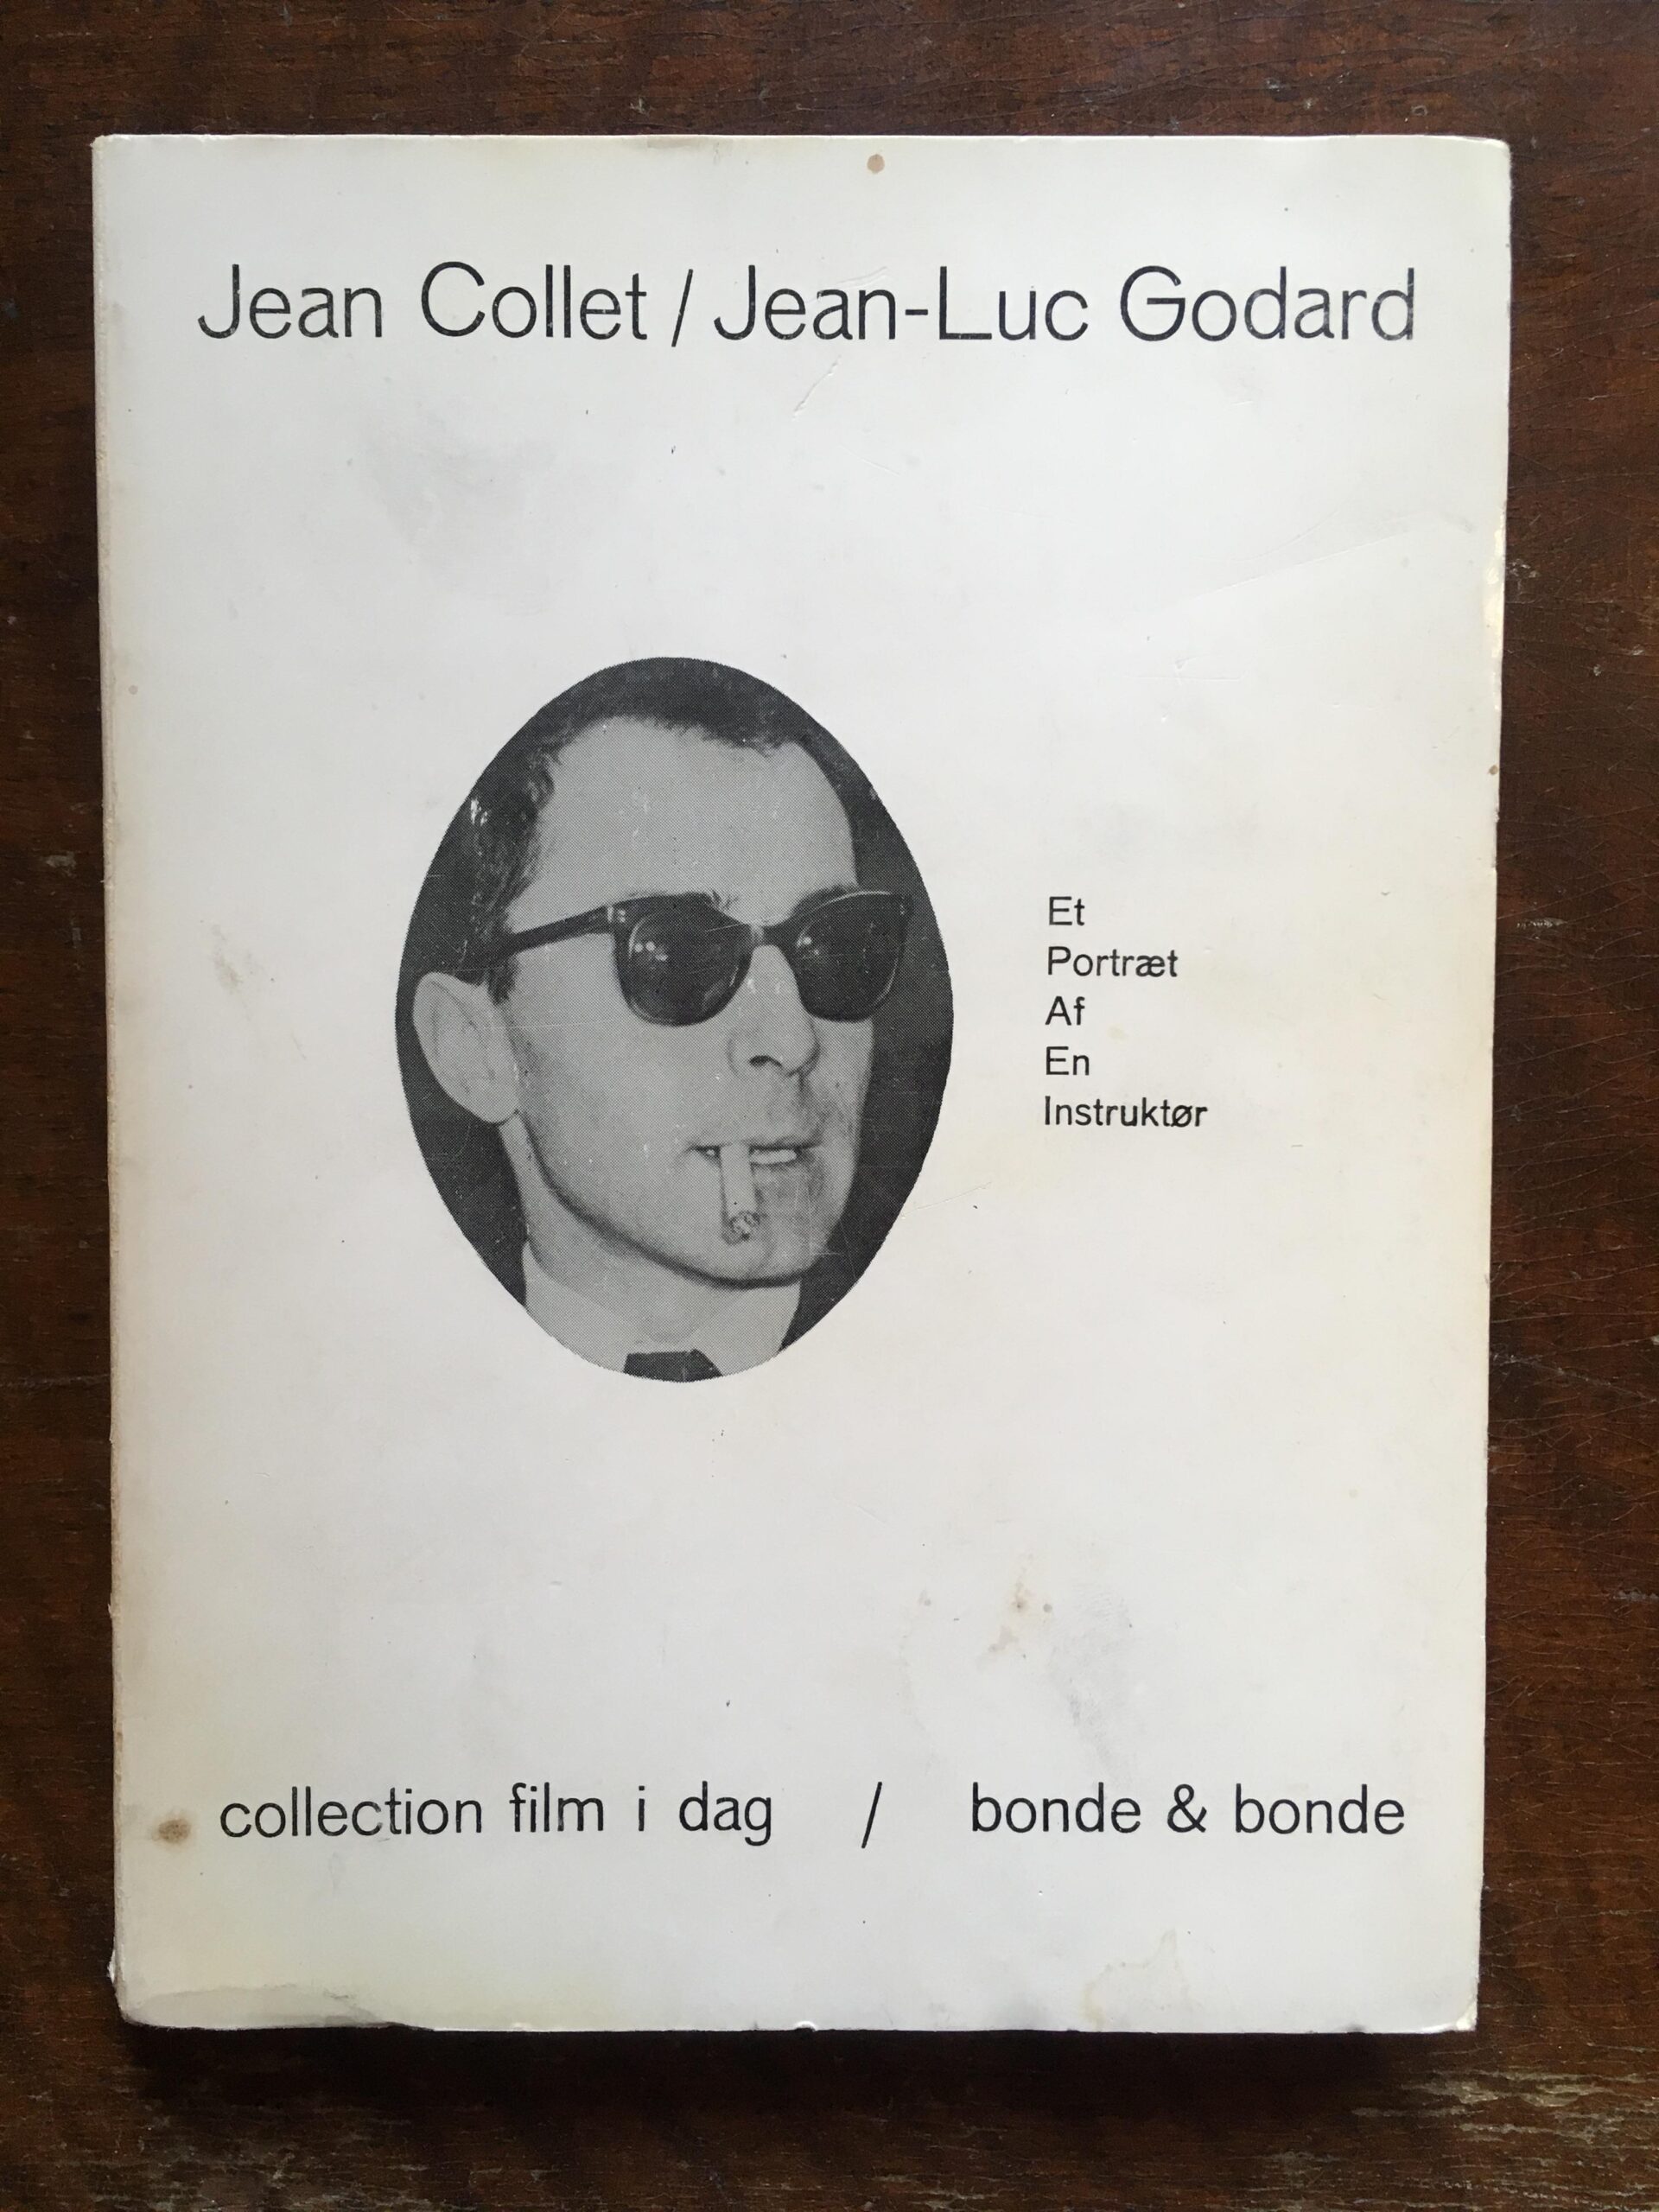 Jean Collet / Jean-Luc Godard
Et
Portræt
Af
En
Instruktør
collection film i dag / bonde & bonde